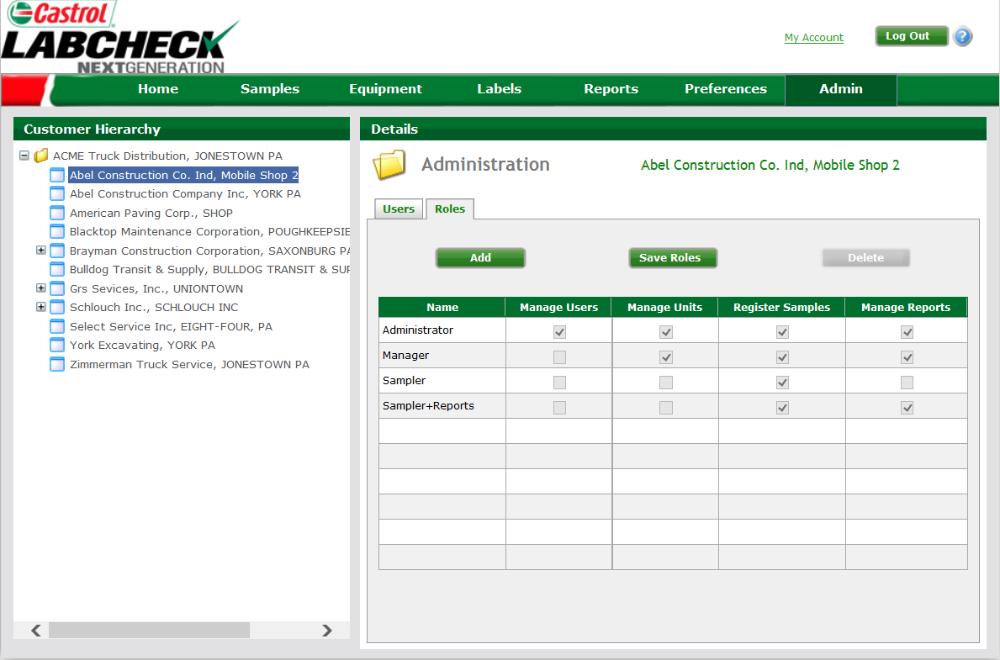 Castrol
LABCHECK
NEXTGENERATION
My Account
Log Out
?
Home Samples Equipment Labels Reports Preferences Admin
Customer Hierarchy
ACME Truck Distribution, JONESTOWN PA
Abel Construction Co. Ind, Mobile Shop 2
Abel Construction Company Inc, YORK PA
American Paving Corp., SHOP
Blacktop Maintenance Corporation, POUGHKEEPSIE
Brayman Construction Corporation, SAXONBURG PA
Bulldog Transit & Supply, BULLDOG TRANSIT & SUP
Grs Sevices, Inc., UNIONTOWN
Schlouch Inc., SCHLOUCH INC
Select Service Inc, EIGHT-FOUR, PA
York Excavating, YORK PA
Zimmerman Truck Service, JONESTOWN PA
Details
Administration
Abel Construction Co. Ind, Mobile Shop 2
Users Roles
Add Save Roles Delete
Name Manage Users Manage Units Register Samples Manage Reports
Administrator
Manager
Sampler
Sampler+Reports